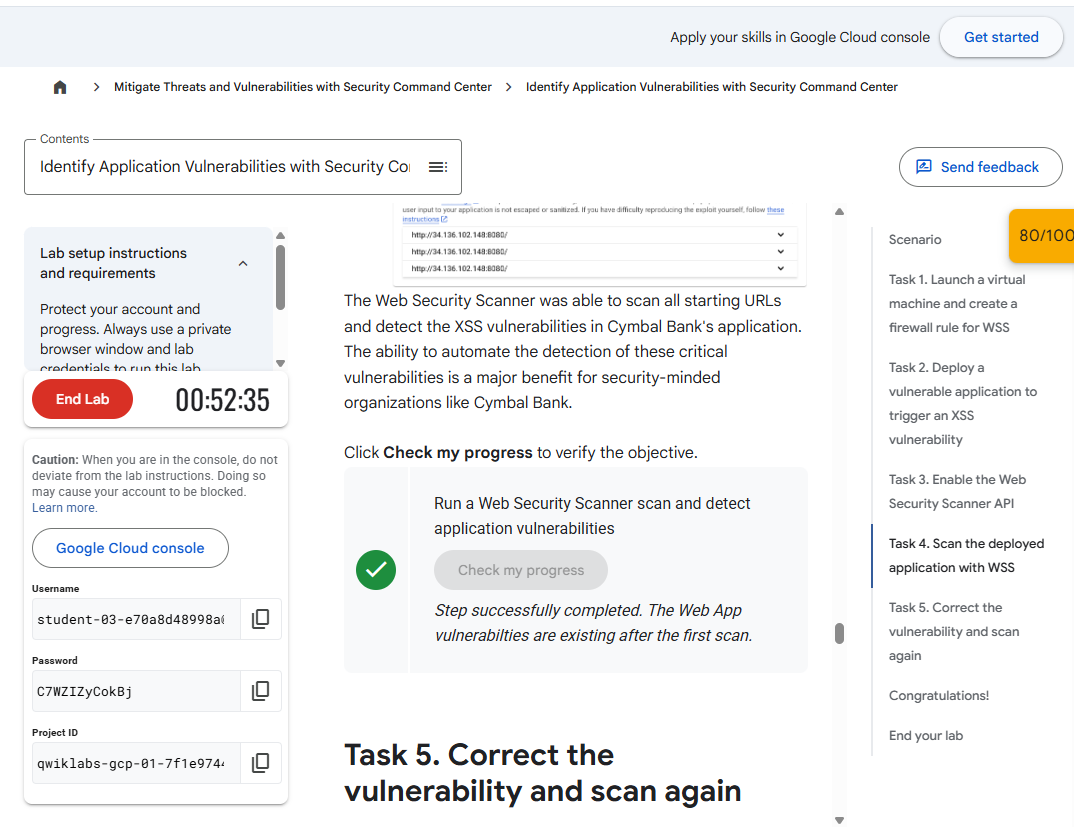 Apply your skills in Google Cloud console
Get started
Mitigate Threats and Vulnerabilities with Security Command Center
Identify Application Vulnerabilities with Security Command Center
Contents
Identify Application Vulnerabilities with Security Co
Send feedback
Lab setup instructions
and requirements
Protect your account and
progress. Always use a private
browser window and lab
credentials to run this lab
End Lab
00:52:35
Caution: When you are in the console, do not
deviate from the lab instructions. Doing so
may cause your account to be blocked.
Learn more.
Google Cloud console
Username
student-03-e70a8d48998a
Password
C7WZIZyCokBj
Project ID
qwiklabs-gcp-01-7f1e974
user input to your application is not escaped or sanitized. If you have difficulty reproducing the exploit yourself, follow these
instructions
http://34.136.102.148:8080/
http://34.136.102.148:8080/
http://34.136.102.148:8080/
The Web Security Scanner was able to scan all starting URLs
and detect the XSS vulnerabilities in Cymbal Bank's application.
The ability to automate the detection of these critical
vulnerabilities is a major benefit for security-minded
organizations like Cymbal Bank.
Click Check my progress to verify the objective.
Run a Web Security Scanner scan and detect
application vulnerabilities
Check my progress
Step successfully completed. The Web App
vulnerabilties are existing after the first scan.
Task 5. Correct the
vulnerability and scan again
80/100
Scenario
Task 1. Launch a virtual
machine and create a
firewall rule for WSS
Task 2. Deploy a
vulnerable application to
trigger an XSS
vulnerability
Task 3. Enable the Web
Security Scanner API
Task 4. Scan the deployed
application with WSS
Task 5. Correct the
vulnerability and scan
again
Congratulations!
End your lab